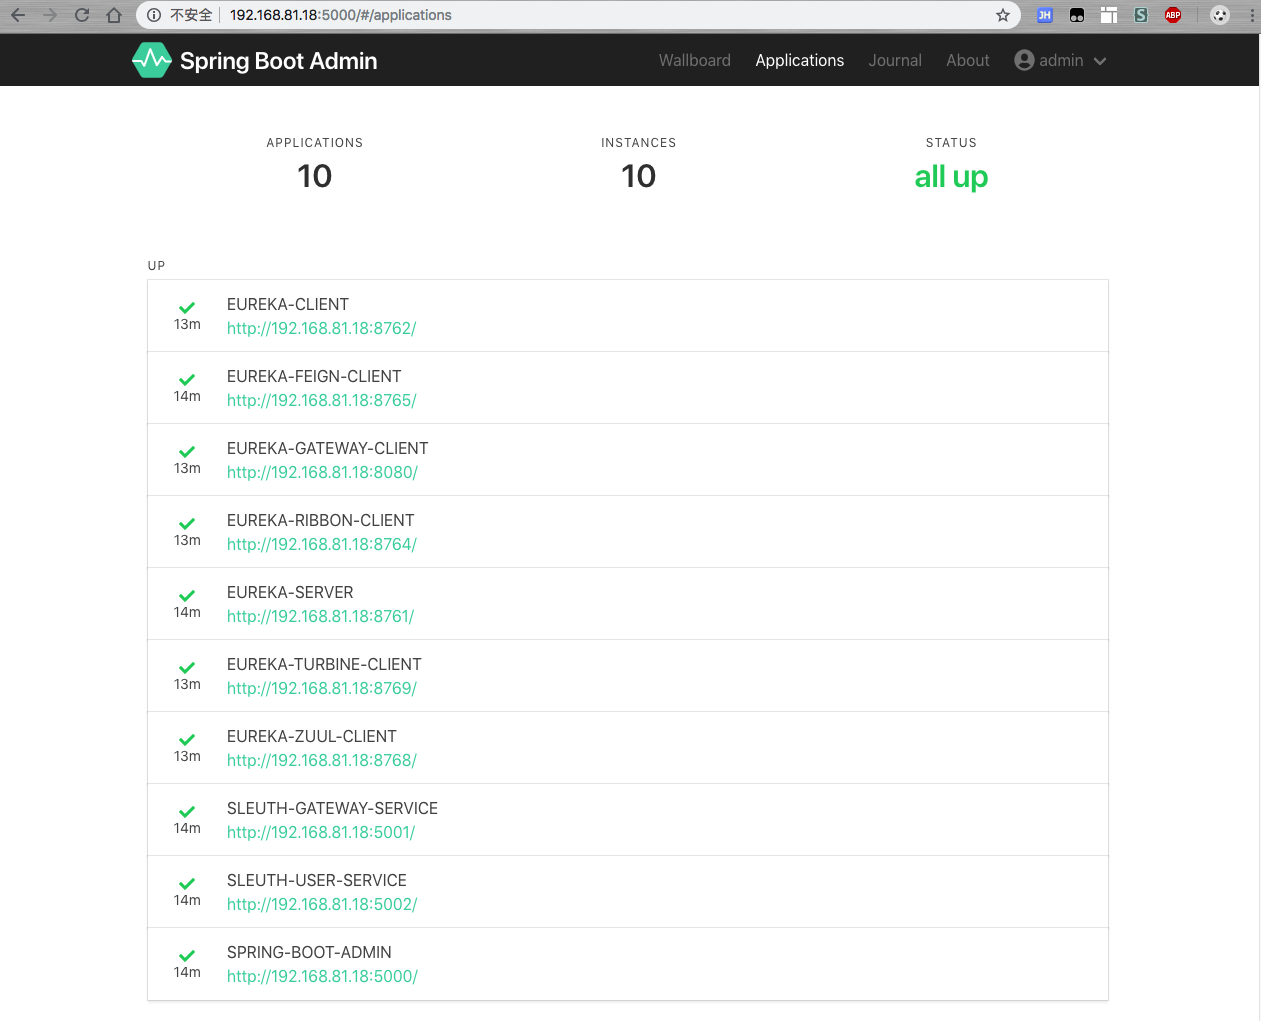 不安全 192.168.81.18:5000/#/applications
JH S ABP
Spring Boot Admin Wallboard Applications Journal About admin
APPLICATIONS INSTANCES STATUS
10 10 all up
UP
EUREKA-CLIENT
13m http://192.168.81.18:8762/
EUREKA-FEIGN-CLIENT
14m http://192.168.81.18:8765/
EUREKA-GATEWAY-CLIENT
13m http://192.168.81.18:8080/
EUREKA-RIBBON-CLIENT
13m http://192.168.81.18:8764/
EUREKA-SERVER
14m http://192.168.81.18:8761/
EUREKA-TURBINE-CLIENT
13m http://192.168.81.18:8769/
EUREKA-ZUUL-CLIENT
13m http://192.168.81.18:8768/
SLEUTH-GATEWAY-SERVICE
14m http://192.168.81.18:5001/
SLEUTH-USER-SERVICE
14m http://192.168.81.18:5002/
SPRING-BOOT-ADMIN
14m http://192.168.81.18:5000/